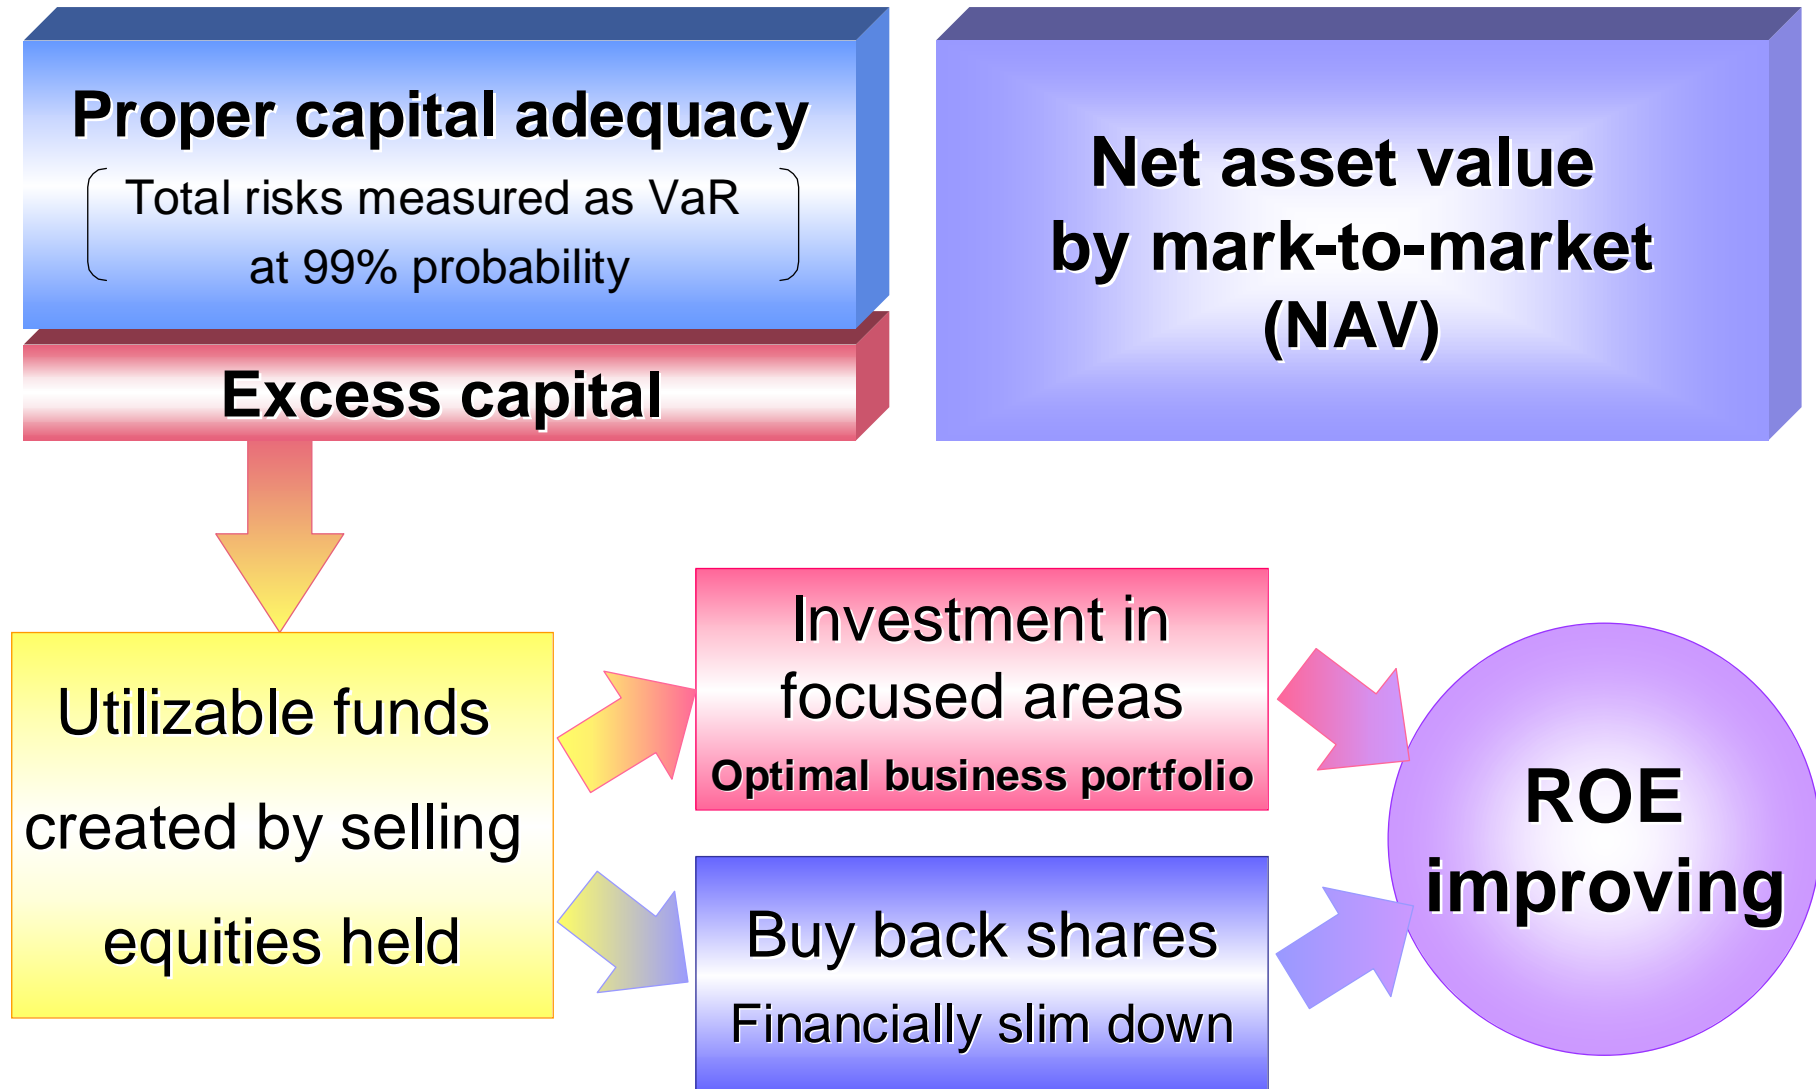 Proper capital adequacy
Total risks measured as VaR
at 99% probability
Excess capital
Net asset value
by mark-to-market
(NAV)
Utilizable funds
created by selling
equities held
Investment in
focused areas
Optimal business portfolio
Buy back shares
Financially slim down
ROE
improving